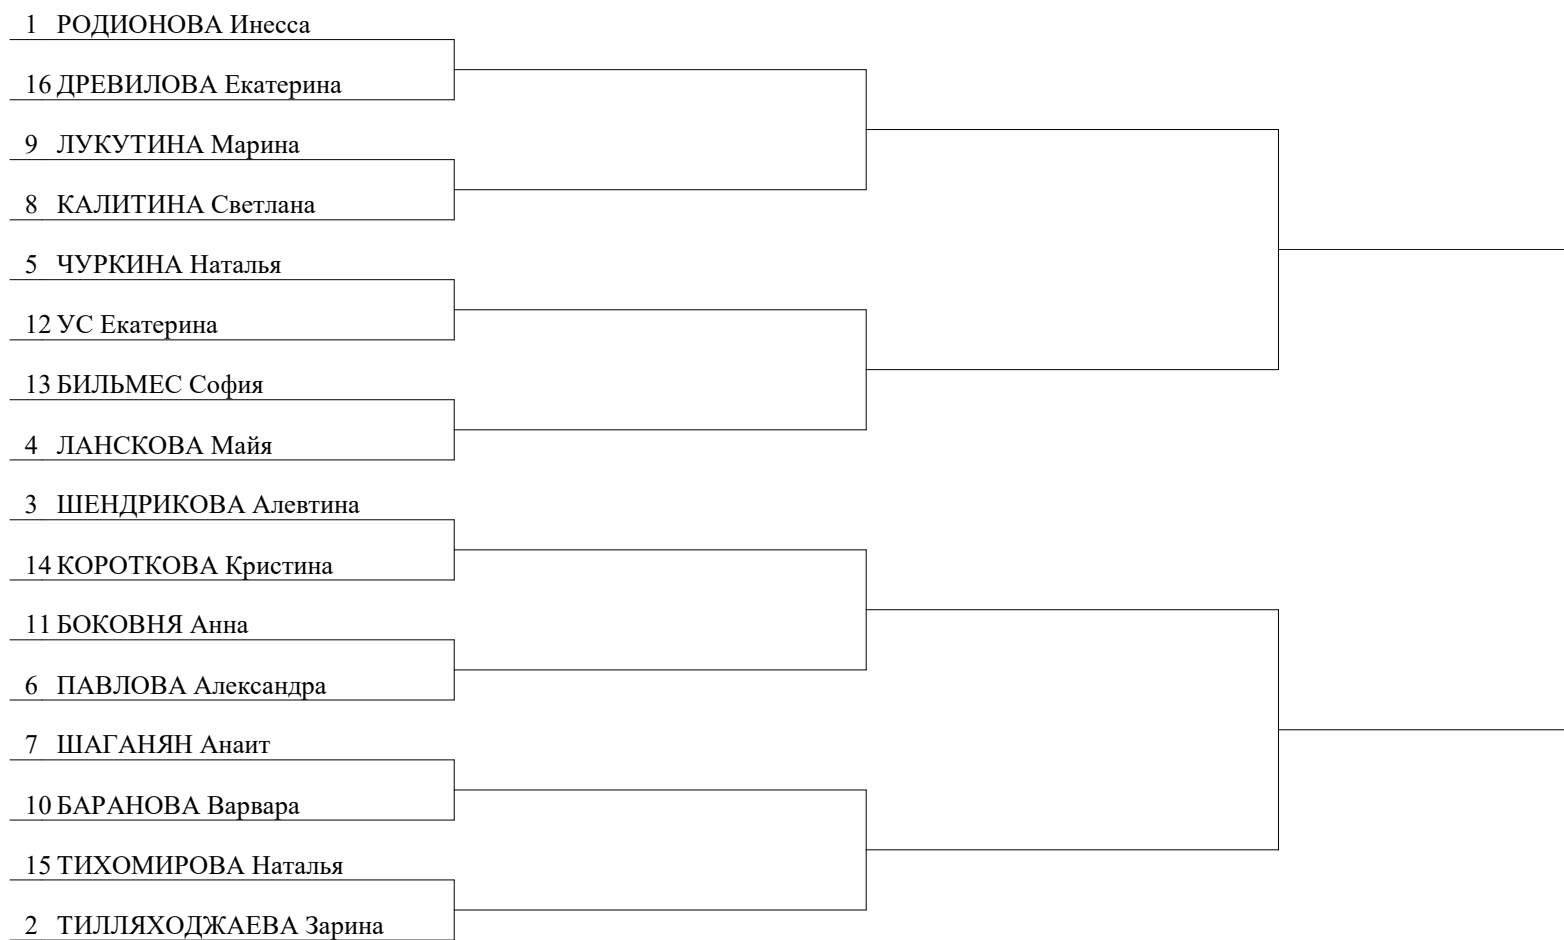 1 РОДИОНОВА Инесса
16 ДРЕВИЛОВА Екатерина
9 ЛУКУТИНА Марина
8 КАЛИТИНА Светлана
5 ЧУРКИНА Наталья
12 УС Екатерина
13 БИЛЬМЕС София
4 ЛАНСКОВА Майя
3 ШЕНДРИКОВА Алевтина
14 КОРОТКОВА Кристина
11 БОКОВНЯ Анна
6 ПАВЛОВА Александра
7 ШАГАНЯН Анаит
10 БАРАНОВА Варвара
15 ТИХОМИРОВА Наталья
2 ТИЛЛЯХОДЖАЕВА Зарина